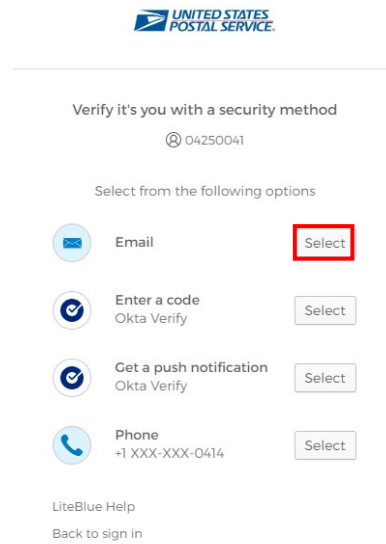 UNITED STATES
POSTAL SERVICE.
Verify it's you with a security method
04250041
Select from the following options
Email
Select
Enter a code
Okta Verify
Select
Get a push notification
Okta Verify
Select
Phone
+1 XXX-XXX-0414
Select
LiteBlue Help
Back to sign in